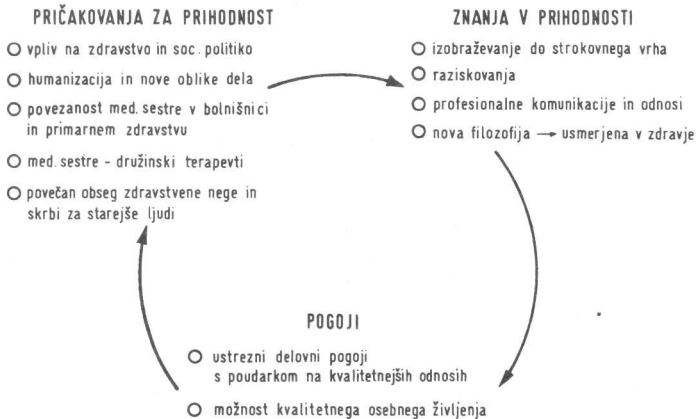 PRIČAKOVANJA ZA PRIHODNOST
○ vpliv na zdravstvo in soc. politiko
○ humanizacija in nove oblike dela
○ povezanost med. sestre v bolnišnici
in primarnem zdravstvu
○ med. sestre - družinski terapevti
○ povečan obseg zdravstvene nege in
skrbi za starejše ljudi
ZNANJA V PRIHODNOSTI
○ izobraževanje do strokovnega vrha
○ raziskovanja
○ profesionalne komunikacije in odnosi
○ nova filozofija → usmerjena v zdravje
POGOJI
○ ustrezni delovni pogoji
s poudarkom na kvalitetnejših odnosih
○ možnost kvalitetnega osebnega življenja